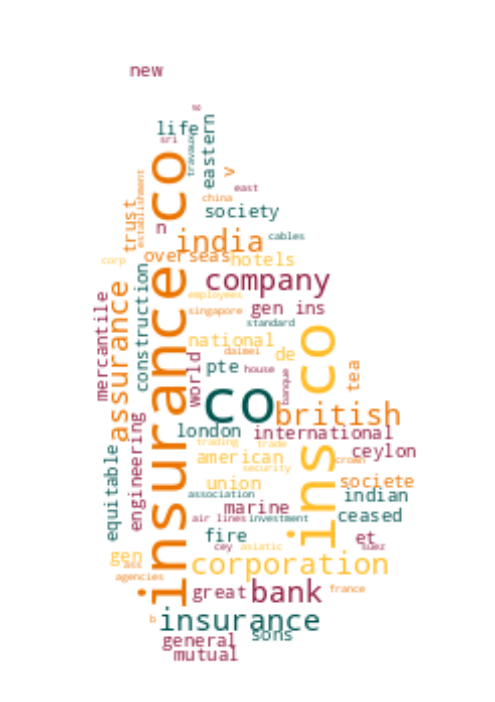 new
so
life
sri
travaux
eastern
v
east
establishment
china
trust
society
n
co
india
cables
overseas
hotels
corp
company
construction
employees
mercantile
assurance
singapore
gen ins
standard
national
daimei
de
world
pte
house
banque
tea
insurance
co
ins co
british
london
international
engineering
trading
trade
ceylon
american
crown
equitable
security
union
societe
association
indian
marine
air lines
investment
ceased
fire
et
cey
asiatic
suez
gen
ass
corporation
agencies
great
bank
france
b
insurance
general
sons
mutual